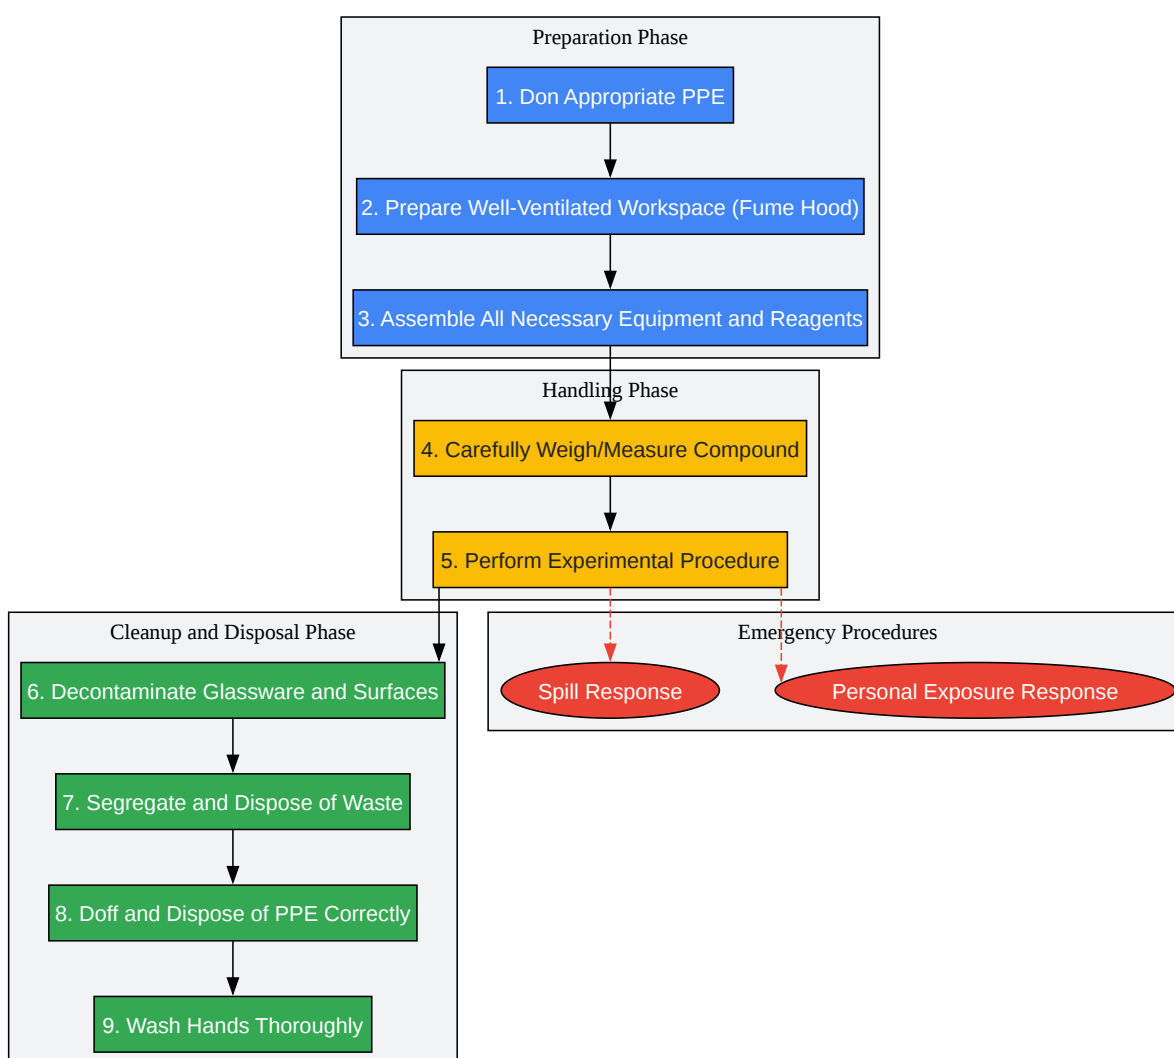 Preparation Phase
1. Don Appropriate PPE
2. Prepare Well-Ventilated Workspace (Fume Hood)
3. Assemble All Necessary Equipment and Reagents
Handling Phase
4. Carefully Weigh/Measure Compound
5. Perform Experimental Procedure
Cleanup and Disposal Phase
6. Decontaminate Glassware and Surfaces
7. Segregate and Dispose of Waste
8. Doff and Dispose of PPE Correctly
9. Wash Hands Thoroughly
Emergency Procedures
Spill Response
Personal Exposure Response